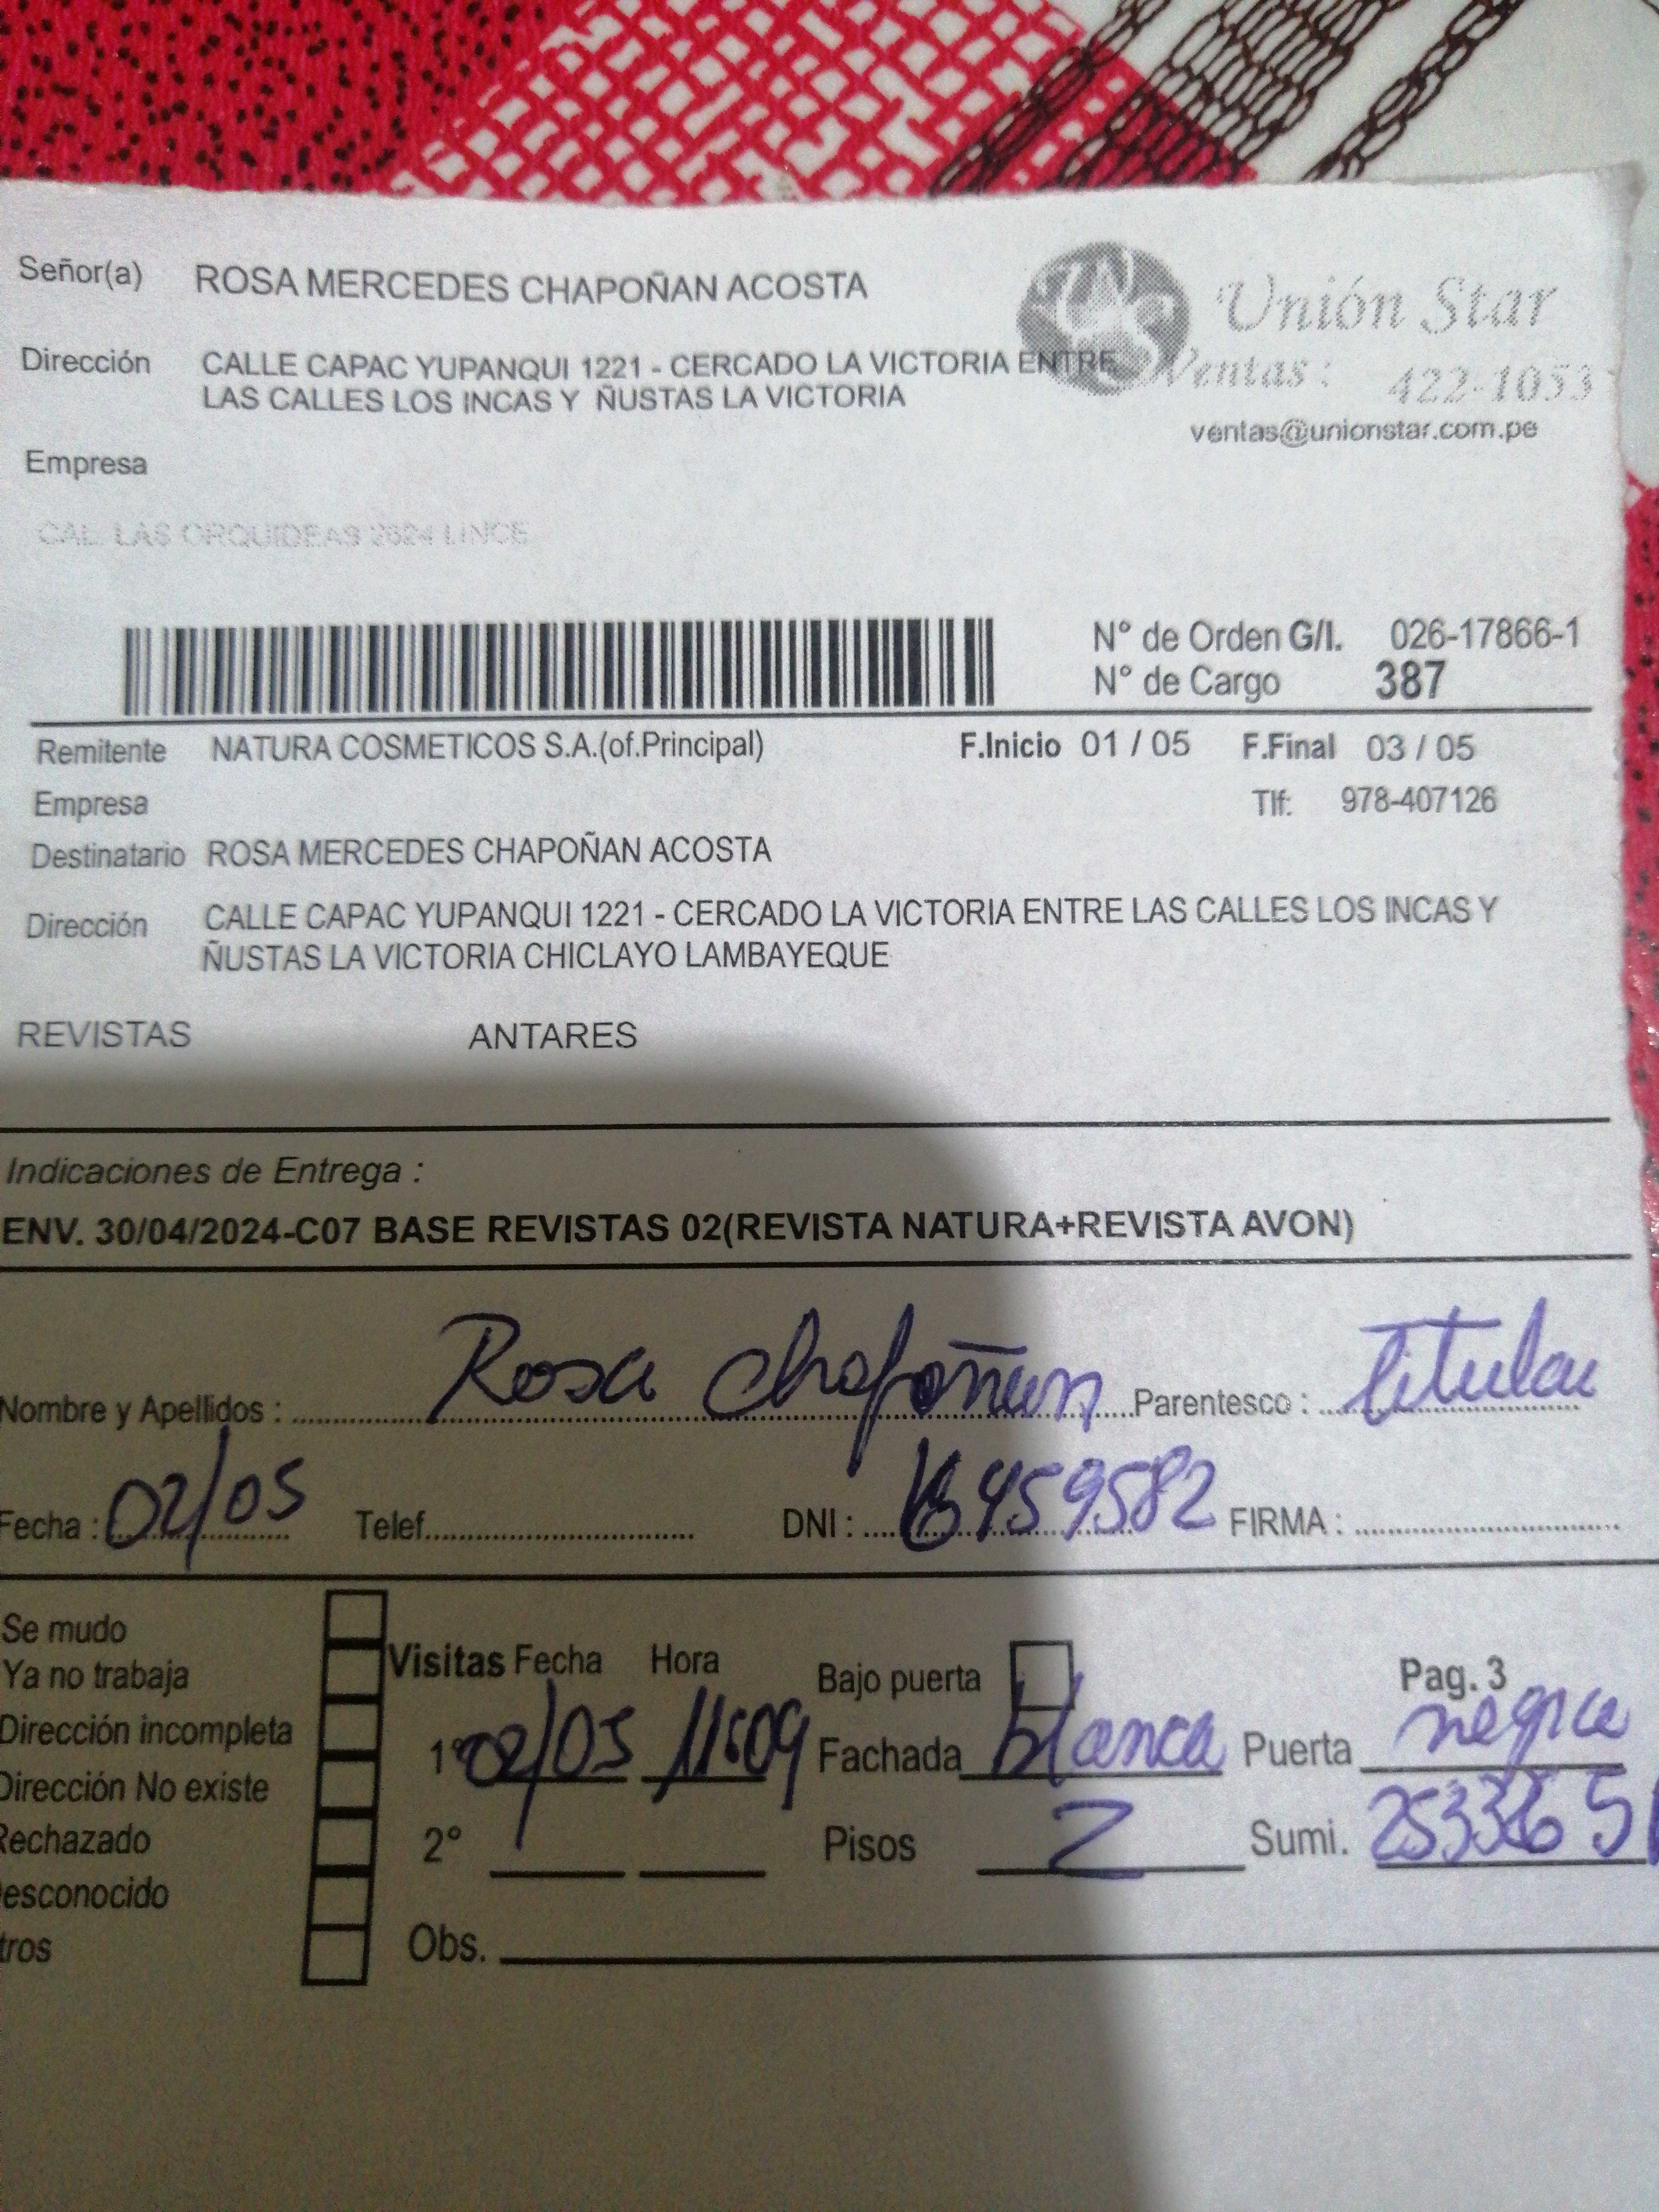 Señor(a) ROSA MERCEDES CHAPOÑAN ACOSTA
Unión Star
Dirección CALLE CAPAC YUPANQUI 1221 - CERCADO LA VICTORIA ENTRE
LAS CALLES LOS INCAS Y ÑUSTAS LA VICTORIA
Ventas: 422-1053
ventas@unionstar.com.pe
Empresa
CAL. LAS ORQUIDEAS 2624 LINCE
N° de Orden G/I. 026-17866-1
N° de Cargo 387
Remitente NATURA COSMETICOS S.A.(of.Principal) F.Inicio 01 / 05 F.Final 03 / 05
Empresa Tlf: 978-407126
Destinatario ROSA MERCEDES CHAPOÑAN ACOSTA
Dirección CALLE CAPAC YUPANQUI 1221 - CERCADO LA VICTORIA ENTRE LAS CALLES LOS INCAS Y
ÑUSTAS LA VICTORIA CHICLAYO LAMBAYEQUE
REVISTAS ANTARES
Indicaciones de Entrega :
ENV. 30/04/2024-C07 BASE REVISTAS 02(REVISTA NATURA+REVISTA AVON)
Nombre y Apellidos : Rosa Chapoñan Parentesco : titular
Fecha : 02/05 Telef. DNI : FIRMA :
Se mudo
Ya no trabaja
Dirección incompleta
Dirección No existe
Rechazado
esconocido
tros
Visitas Fecha Hora Bajo puerta Pag. 3
1° 02/05 11:09 Fachada blanca Puerta negra
2° Pisos 2 Sumi.
Obs.